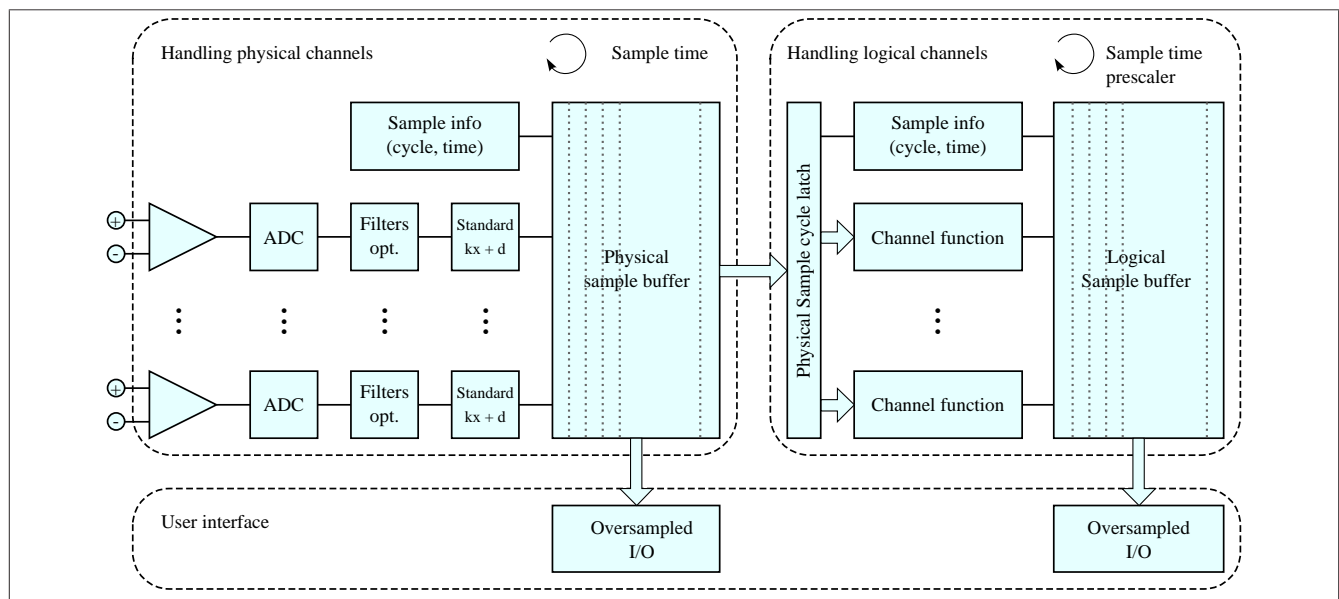 Handling physical channels
Sample time
Handling logical channels
Sample time
prescaler
Sample info
(cycle, time)
Physical Sample cycle latch
Sample info
(cycle, time)
+
-
ADC
Filters
opt.
Standard
kx + d
Physical
sample buffer
Channel function
Logical
Sample buffer
+
-
ADC
Filters
opt.
Standard
kx + d
Channel function
User interface
Oversampled
I/O
Oversampled
I/O